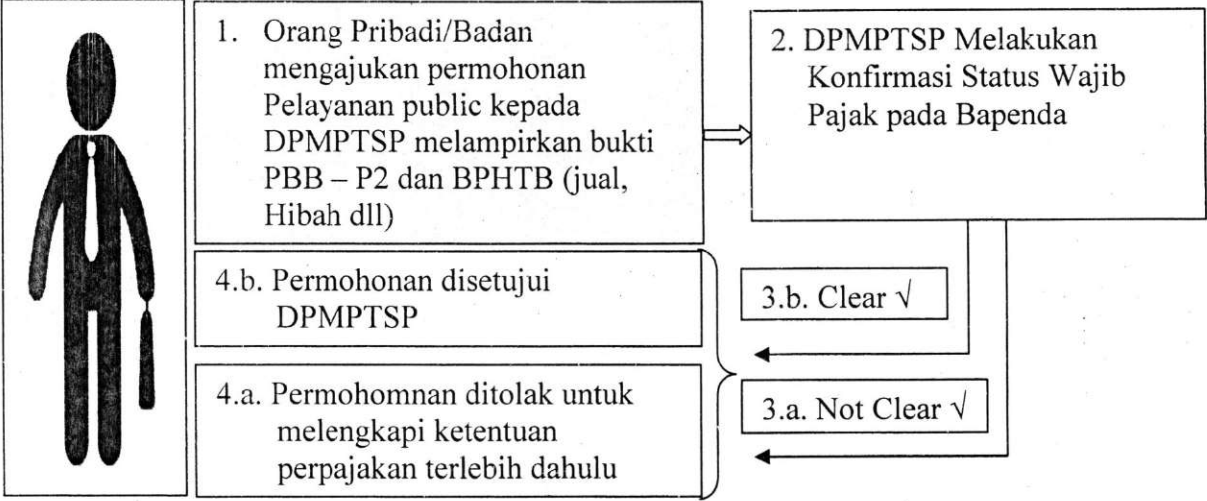 1. Orang Pribadi/Badan
mengajukan permohonan
Pelayanan public kepada
DPMPTSP melampirkan bukti
PBB – P2 dan BPHTB (jual,
Hibah dll)
2. DPMPTSP Melakukan
Konfirmasi Status Wajib
Pajak pada Bapenda
4.b. Permohonan disetujui
DPMPTSP
3.b. Clear √
4.a. Permohomnan ditolak untuk
melengkapi ketentuan
perpajakan terlebih dahulu
3.a. Not Clear √